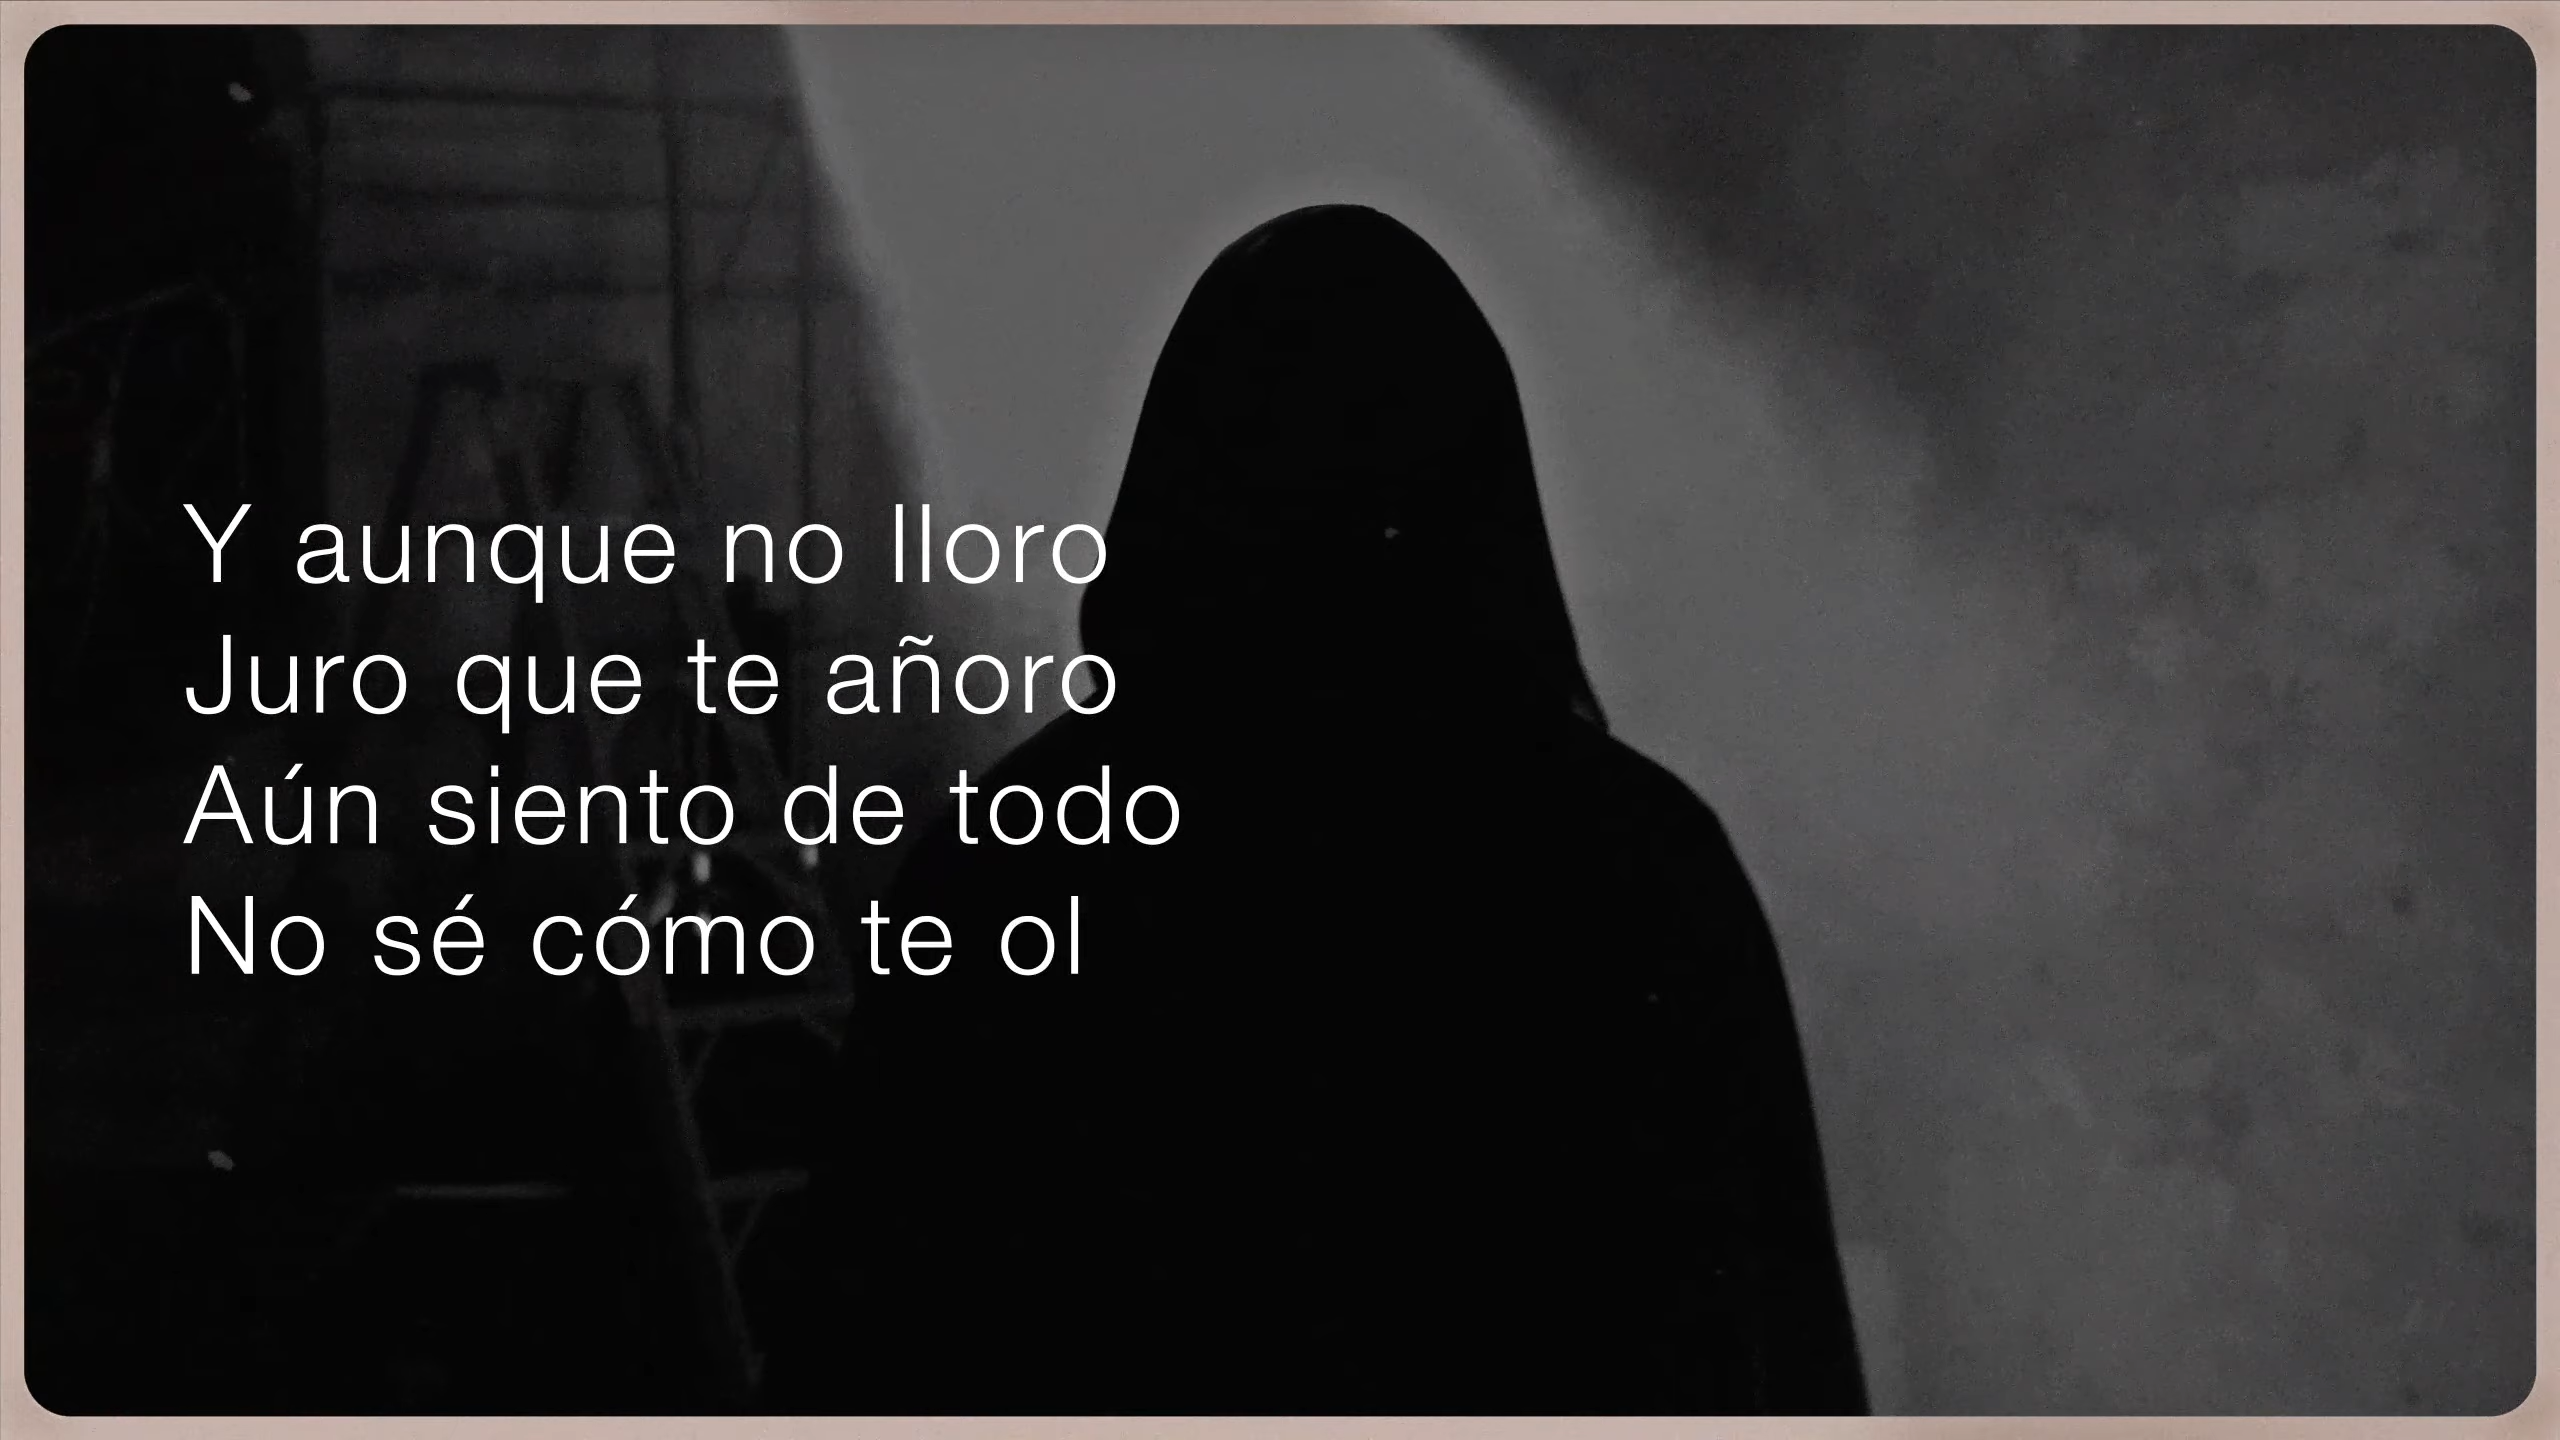 Y aunque no lloro
Juro que te añoro
Aún siento de todo
No sé cómo te ol